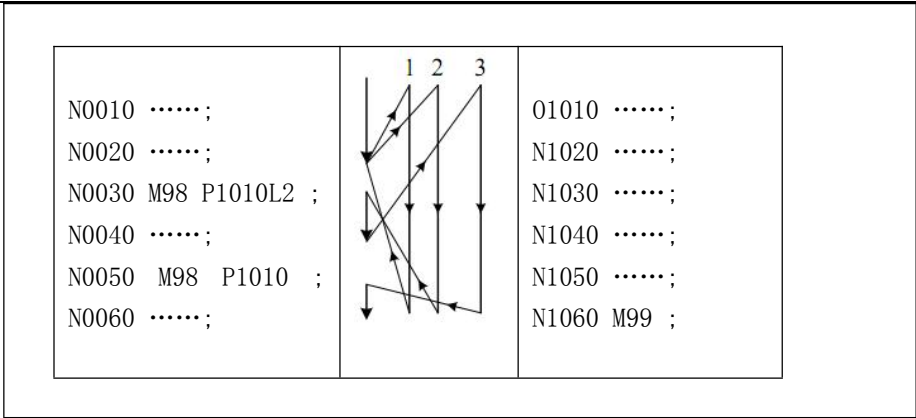 N0010 ······;
N0020 ······;
N0030 M98 P1010L2 ;
N0040 ······;
N0050 M98 P1010 ;
N0060 ······;
1 2 3
O1010 ······;
N1020 ······;
N1030 ······;
N1040 ······;
N1050 ······;
N1060 M99 ;